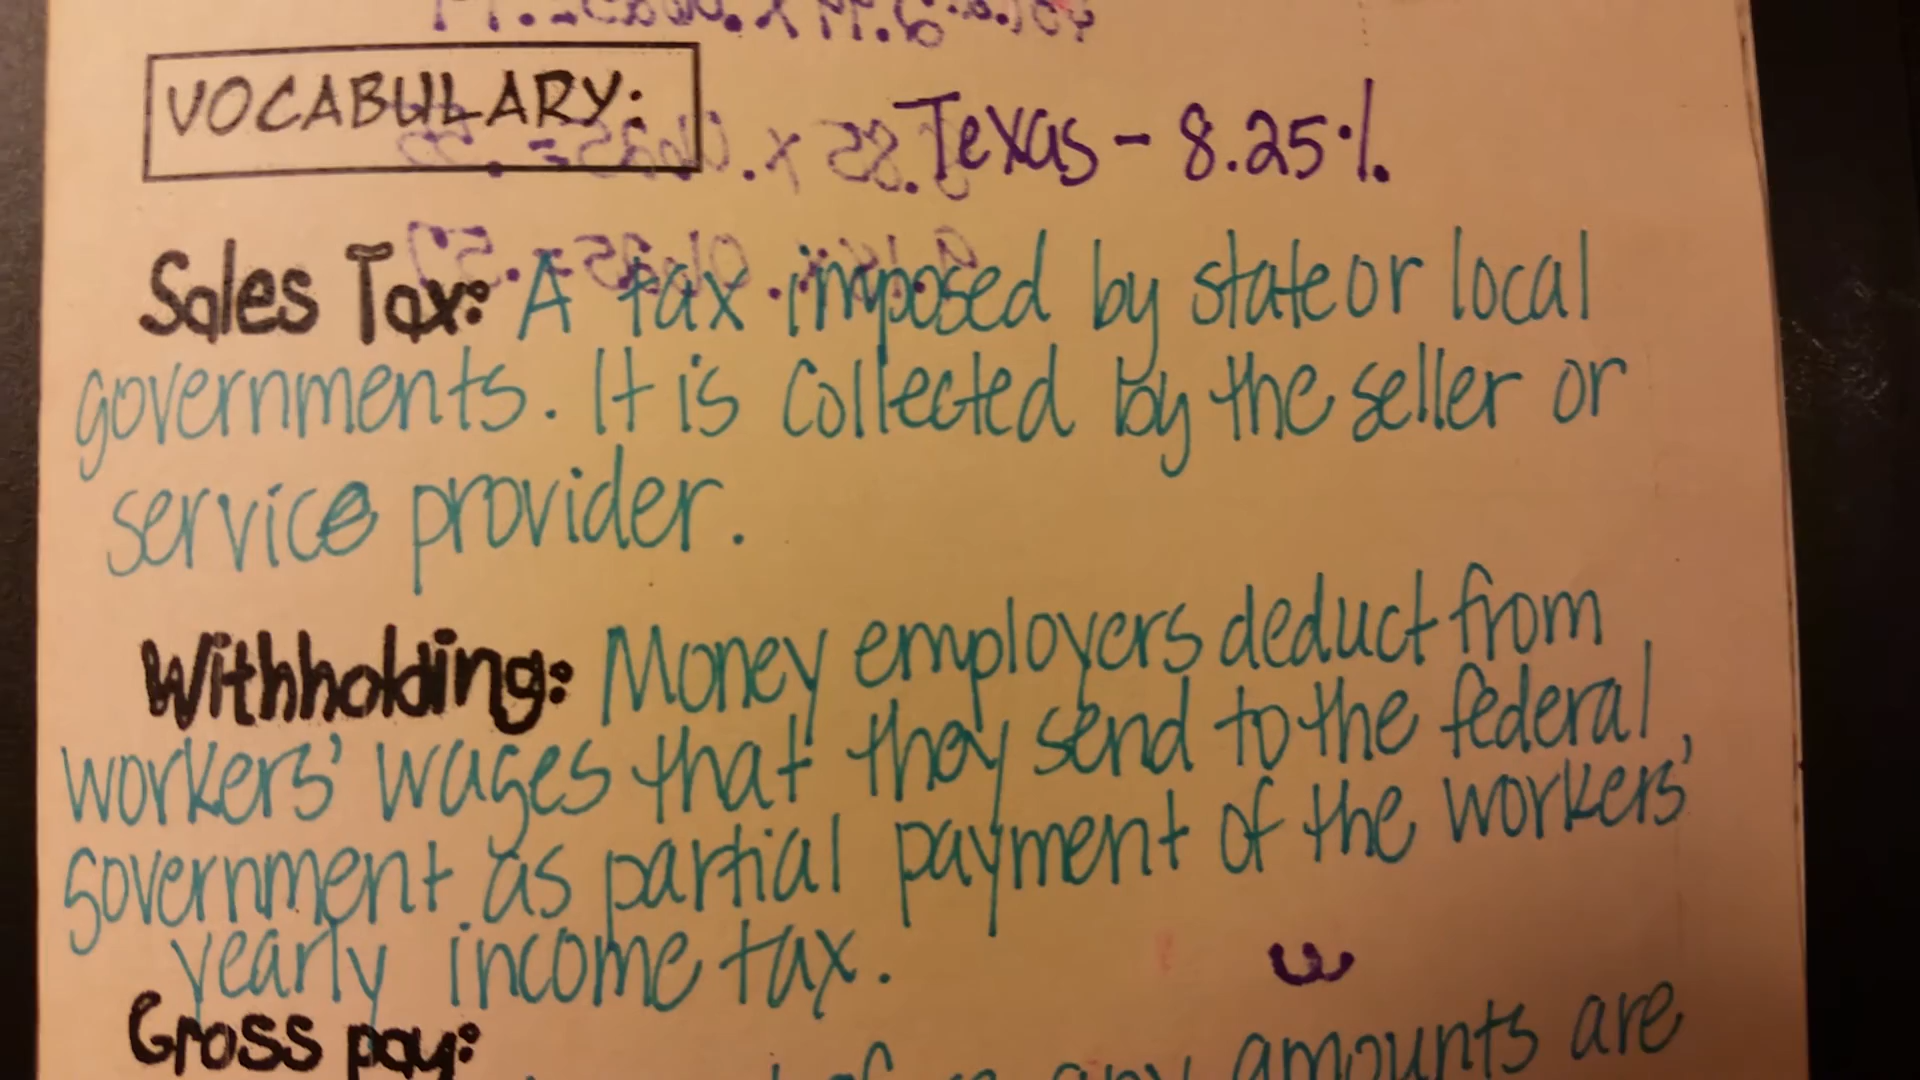 VOCABULARY:
Texas - 8.25%
Sales Tax: A tax imposed by state or local
governments. It is collected by the seller or
service provider.
Withholding: Money employers deduct from
workers' wages that they send to the federal
government as partial payment of the workers'
yearly income tax.
Gross pay:
any amounts are